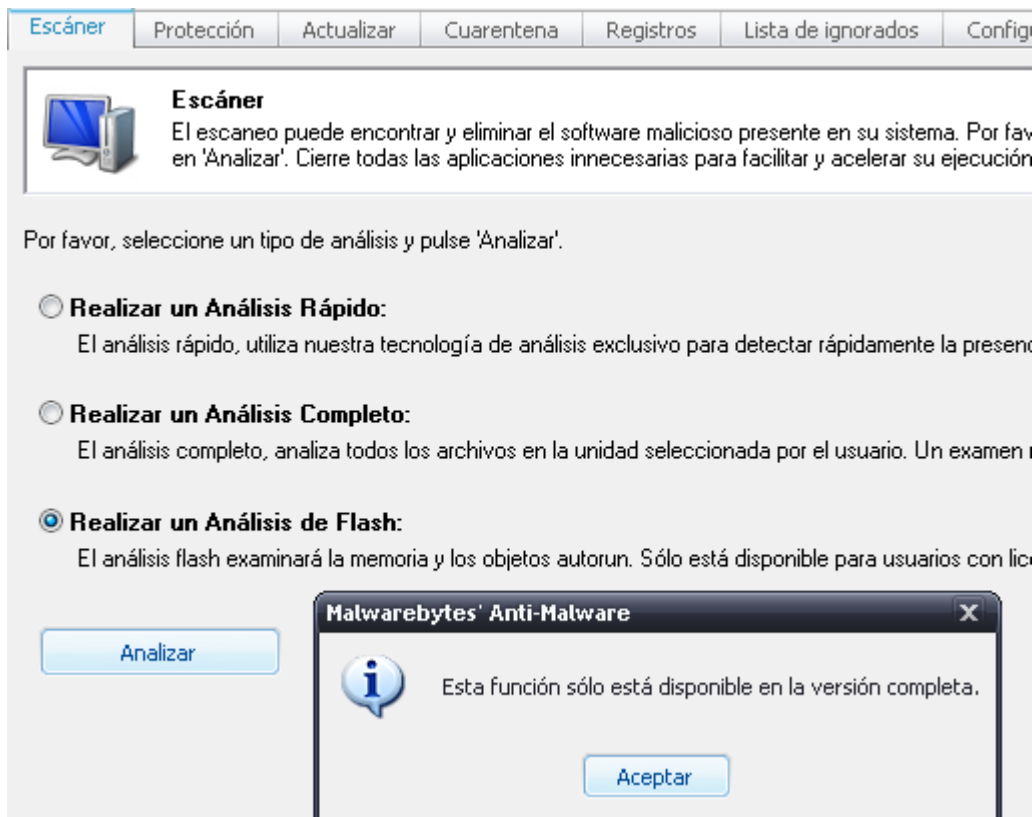 Escáner Protección Actualizar Cuarentena Registros Lista de ignorados
Escáner
El escaneo puede encontrar y eliminar el software malicioso presente en su sistema. Por
en 'Analizar'. Cierre todas las aplicaciones innecesarias para facilitar y acelerar su ejecución
Por favor, seleccione un tipo de análisis y pulse 'Analizar'.
Realizar un Análisis Rápido:
El análisis rápido, utiliza nuestra tecnología de análisis exclusivo para detectar rápidamente la
Realizar un Análisis Completo:
El análisis completo, analiza todos los archivos en la unidad seleccionada por el usuario. Un examen
Realizar un Análisis de Flash:
El análisis flash examinará la memoria y los objetos autorun. Sólo está disponible para usuarios con
Analizar
Malwarebytes' Anti-Malware
Esta función sólo está disponible en la versión completa.
Aceptar